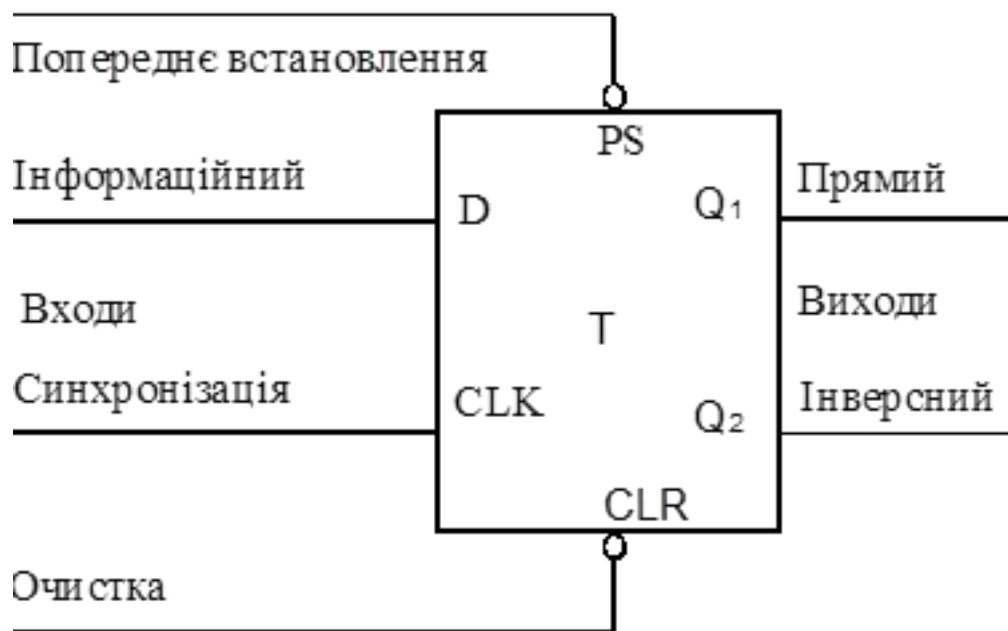 Попереднє встановлення
PS
Інформаційний
D
Q1
Прямий
Входи
T
Виходи
Синхронізація
CLK
Q2
Інверсний
CLR
Очистка